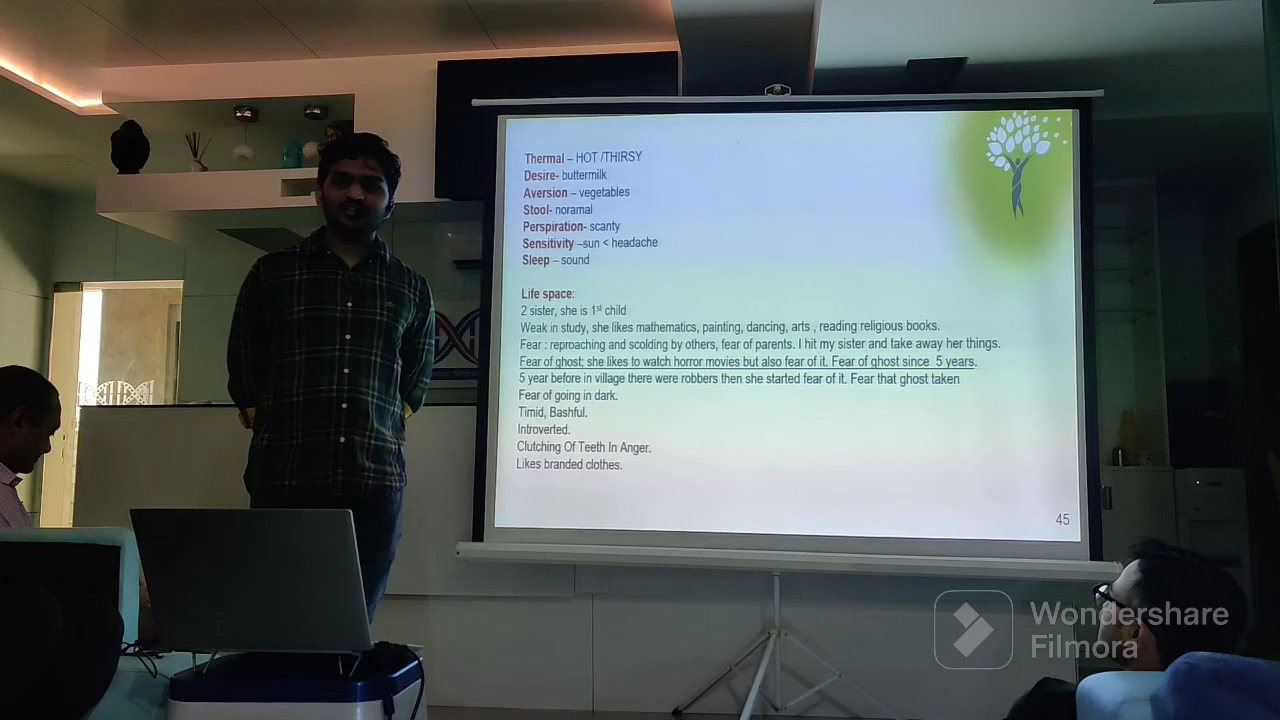 Thermal – HOT /THIRSY
Desire- buttermilk
Aversion – vegetables
Stool- noramal
Perspiration- scanty
Sensitivity –sun < headache
Sleep – sound
Life space:
2 sister, she is 1st child
Weak in study, she likes mathematics, painting, dancing, arts , reading religious books.
Fear : reproaching and scolding by others, fear of parents. I hit my sister and take away her things.
Fear of ghost; she likes to watch horror movies but also fear of it. Fear of ghost since 5 years.
5 year before in village there were robbers then she started fear of it. Fear that ghost taken
Fear of going in dark.
Timid, Bashful.
Introverted.
Clutching Of Teeth In Anger.
Likes branded clothes.
45
Wondershare
Filmora